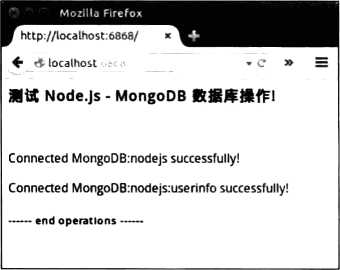 Mozilla Firefox
http://localhost:6868/
localhost:6868
测试 Node.js - MongoDB 数据库操作!
Connected MongoDB:nodejs successfully!
Connected MongoDB:nodejs:userinfo successfully!
------ end operations ------